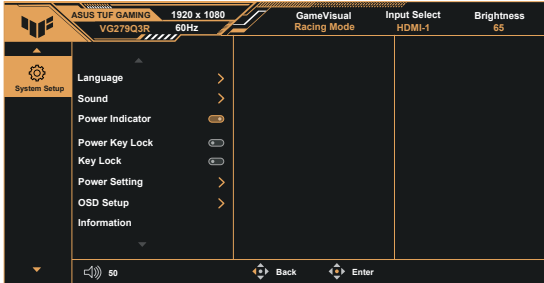 ASUS TUF GAMING 1920 x 1080 GameVisual Input Select Brightness
VG279Q3R 60Hz Racing Mode HDMI-1 65
System Setup
Language
Sound
Power Indicator
Power Key Lock
Key Lock
Power Setting
OSD Setup
Information
50 Back Enter